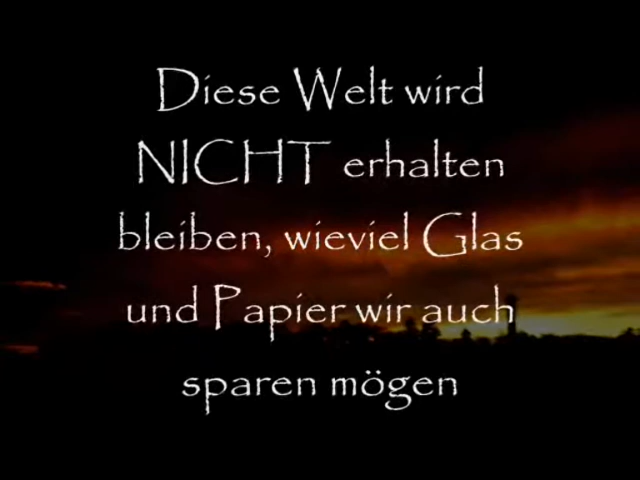 Diese Welt wird
NICHT erhalten
bleiben, wieviel Glas
und Papier wir auch
sparen mögen